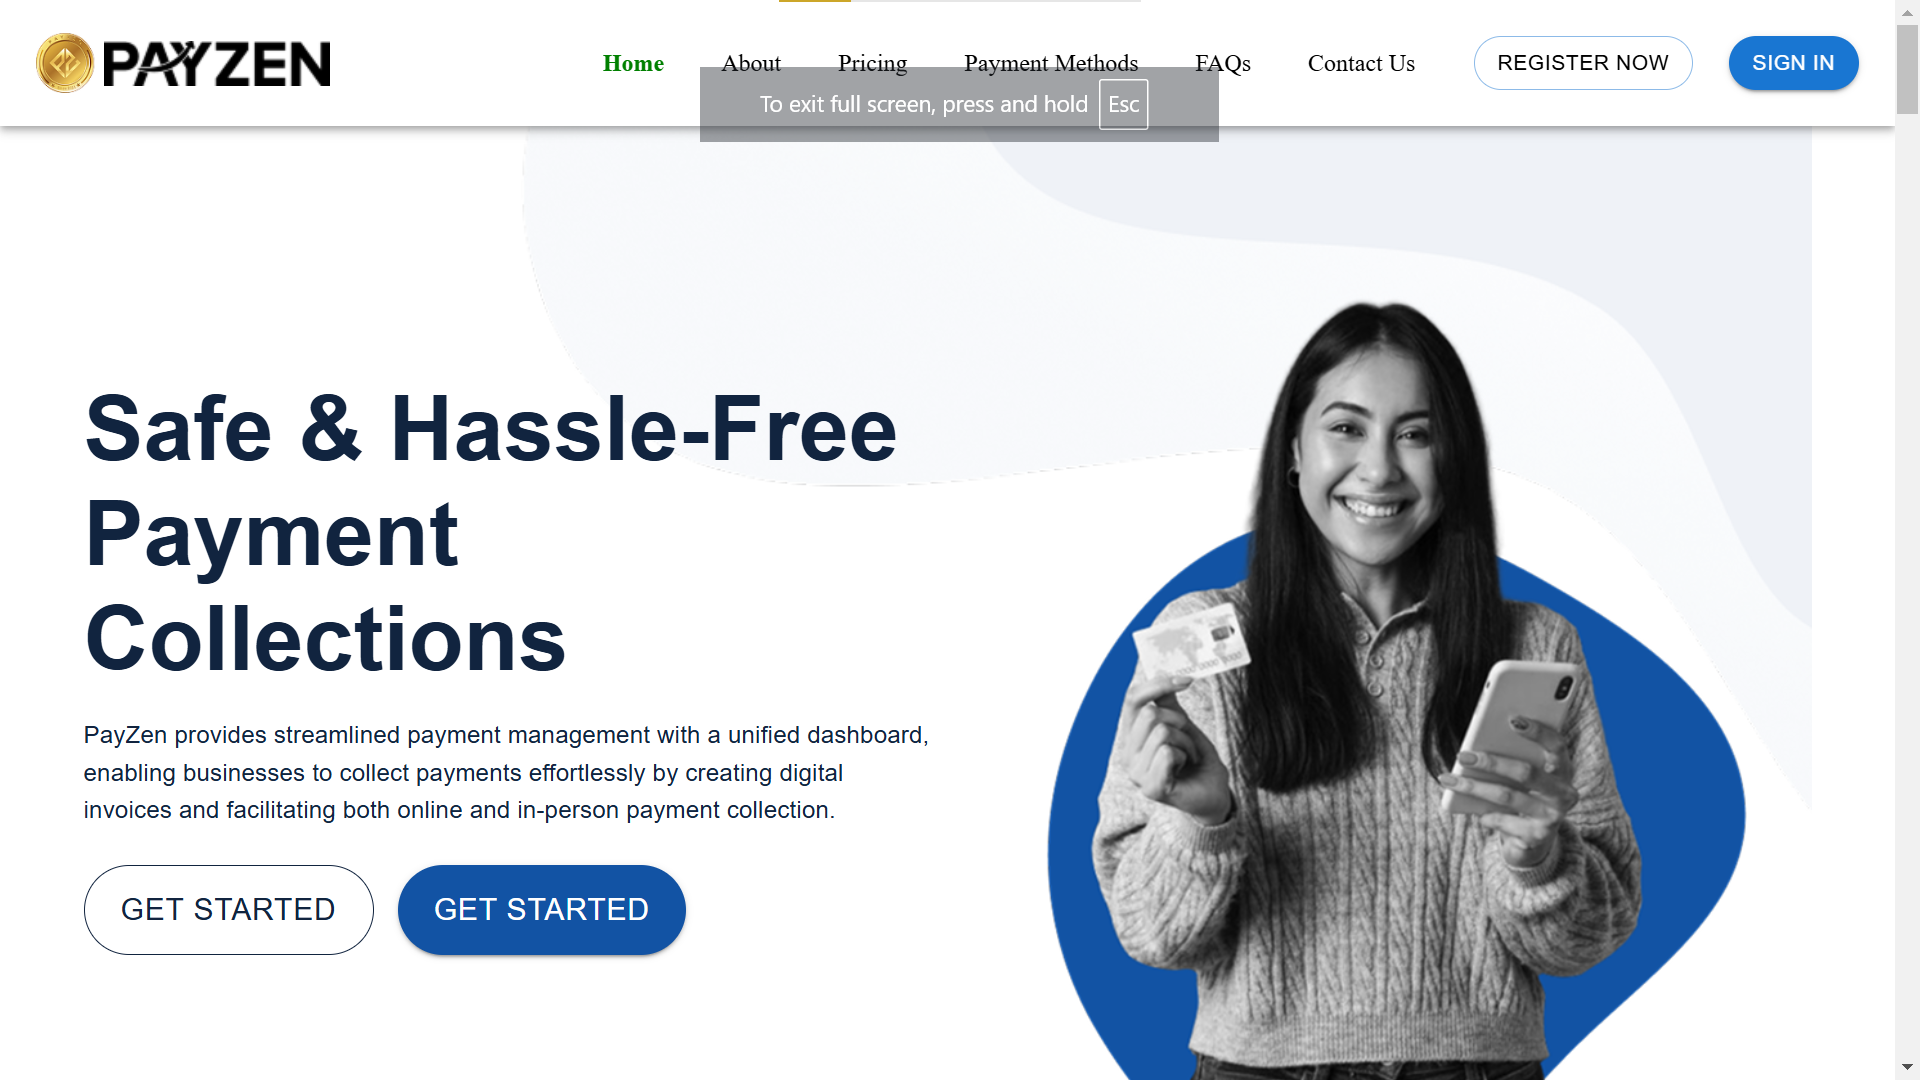 PAYZEN
Home About Pricing Payment Methods FAQs Contact Us REGISTER NOW SIGN IN
To exit full screen, press and hold Esc
Safe & Hassle-Free
Payment
Collections
PayZen provides streamlined payment management with a unified dashboard,
enabling businesses to collect payments effortlessly by creating digital
invoices and facilitating both online and in-person payment collection.
GET STARTED GET STARTED